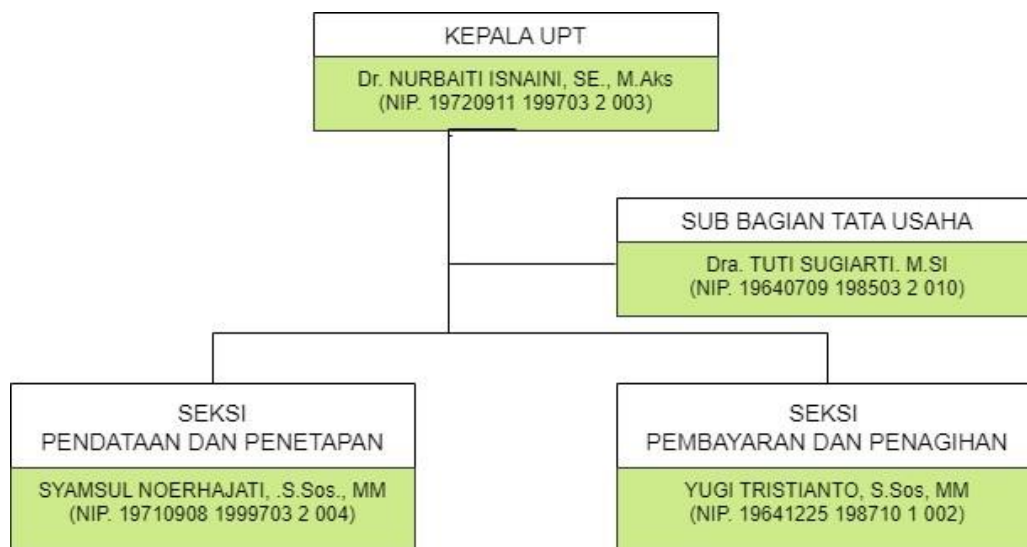 KEPALA UPT
Dr. NURBAITI ISNAINI, SE., M.Aks
(NIP. 19720911 199703 2 003)
SUB BAGIAN TATA USAHA
Dra. TUTI SUGIARTI. M.SI
(NIP. 19640709 198503 2 010)
SEKSI
PENDATAAN DAN PENETAPAN
SYAMSUL NOERHAJATI, .S.Sos., MM
(NIP. 19710908 1999703 2 004)
SEKSI
PEMBAYARAN DAN PENAGIHAN
YUGI TRISTIANTO, S.Sos, MM
(NIP. 19641225 198710 1 002)